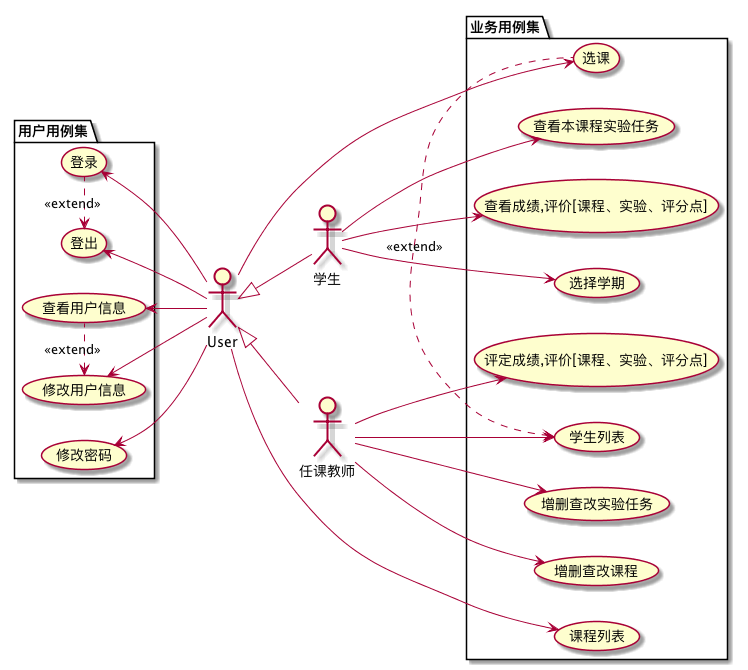 用户用例集
登录
«extend»
登出
查看用户信息
«extend»
修改用户信息
修改密码
User
学生
任课教师
业务用例集
选课
查看本课程实验任务
查看成绩,评价[课程、实验、评分点]
«extend»
选择学期
评定成绩,评价[课程、实验、评分点]
学生列表
增删查改实验任务
增删查改课程
课程列表